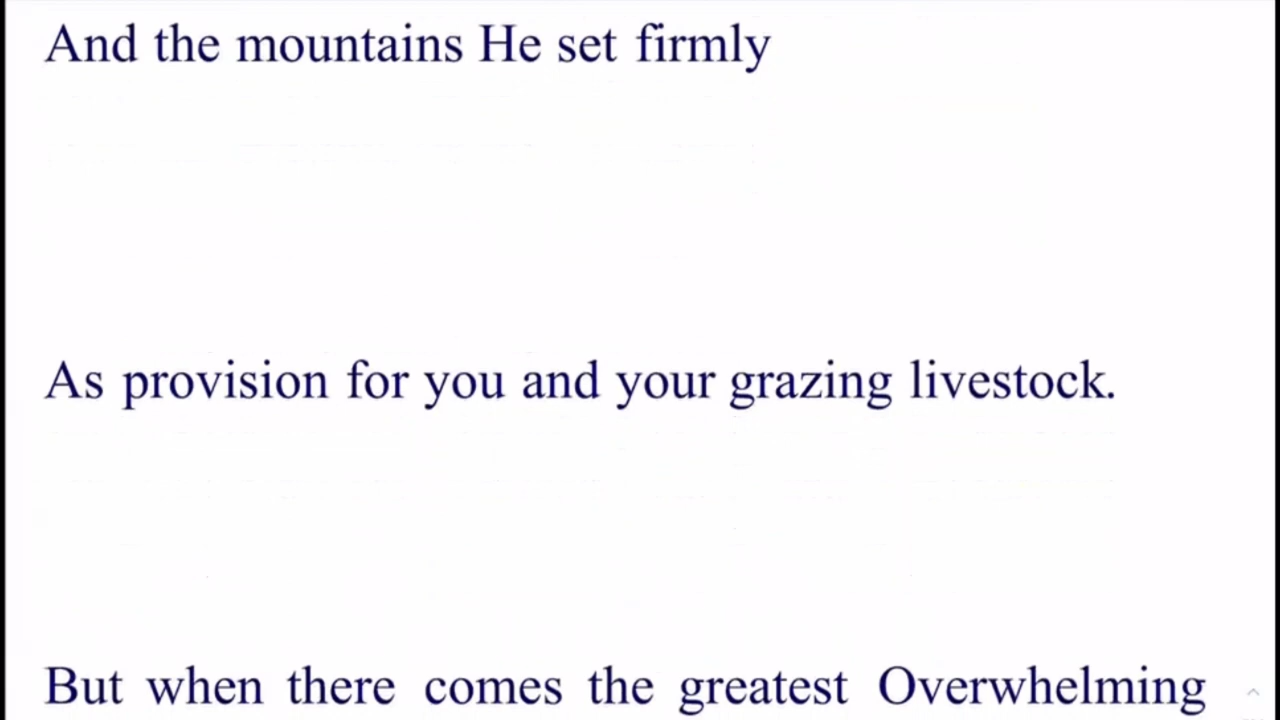 And the mountains He set firmly
As provision for you and your grazing livestock.
But when there comes the greatest Overwhelming